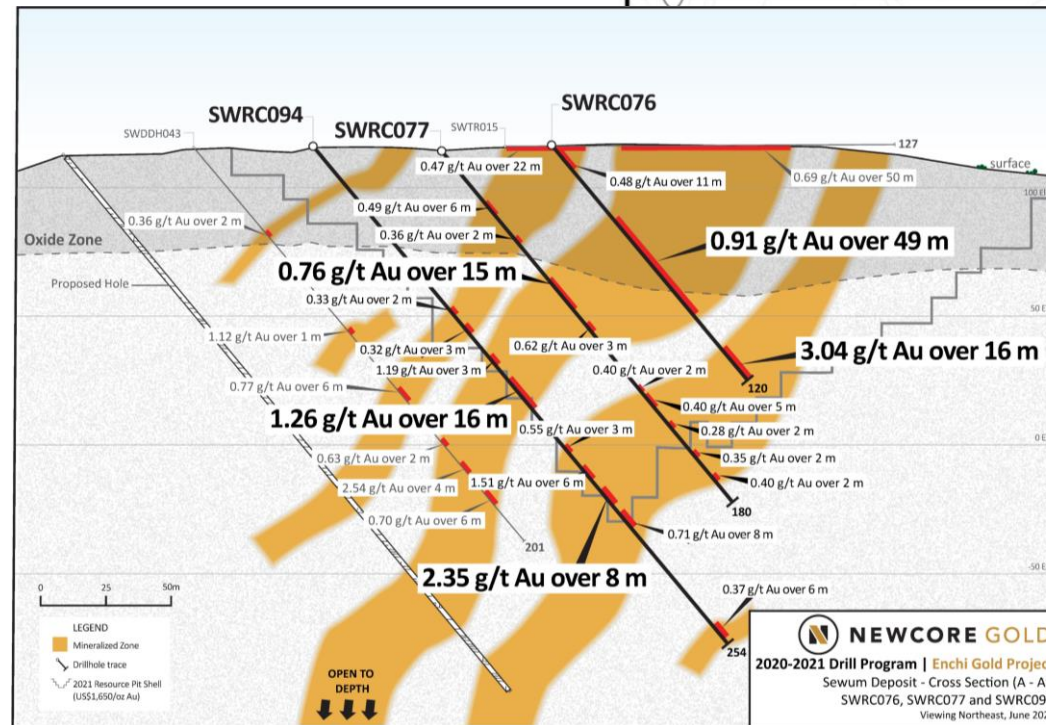 SWRC076
SWRC094
SWRC077
SWDDH043
SWTR015
127
surface
0.47 g/t Au over 22 m
0.48 g/t Au over 11 m
0.69 g/t Au over 50 m
100 E
0.49 g/t Au over 6 m
0.36 g/t Au over 2 m
0.36 g/t Au over 2 m
Oxide Zone
0.91 g/t Au over 49 m
0.76 g/t Au over 15 m
Proposed Hole
0.33 g/t Au over 2 m
50 E
1.12 g/t Au over 1 m
0.32 g/t Au over 3 m
0.62 g/t Au over 3 m
3.04 g/t Au over 16 m
1.19 g/t Au over 3 m
0.40 g/t Au over 2 m
120
0.77 g/t Au over 6 m
0.40 g/t Au over 5 m
1.26 g/t Au over 16 m
0.55 g/t Au over 3 m
0.28 g/t Au over 2 m
0 E
0.63 g/t Au over 2 m
0.35 g/t Au over 2 m
2.54 g/t Au over 4 m
1.51 g/t Au over 6 m
0.40 g/t Au over 2 m
180
0.70 g/t Au over 6 m
0.71 g/t Au over 8 m
201
2.35 g/t Au over 8 m
-50 E
0.37 g/t Au over 6 m
254
0 25 50m
LEGEND
Mineralized Zone
Drillhole trace
2021 Resource Pit Shell
(US$1,650/oz Au)
OPEN TO
DEPTH
NEWCORE GOLD
2020-2021 Drill Program | Enchi Gold Projec
Sewum Deposit - Cross Section (A - A
SWRC076, SWRC077 and SWRC09
Viewing Northeast, June 202